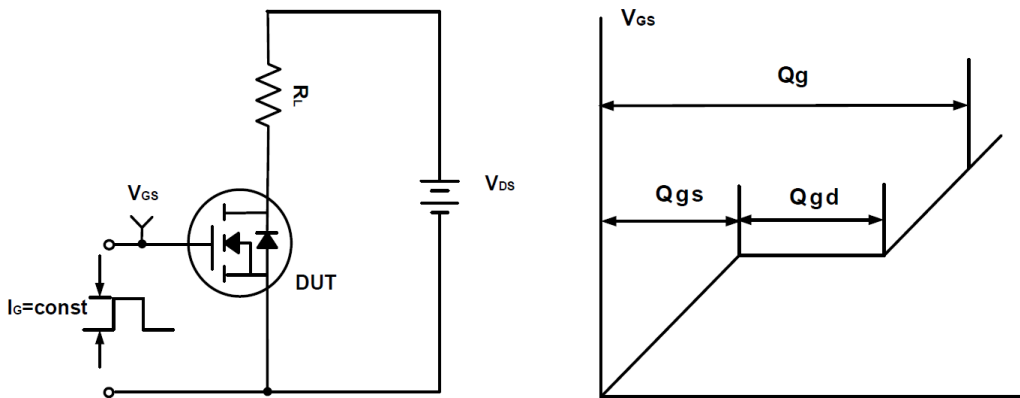 RL
VGS
VDS
DUT
IG=const
VGS
Qg
Qgs
Qgd